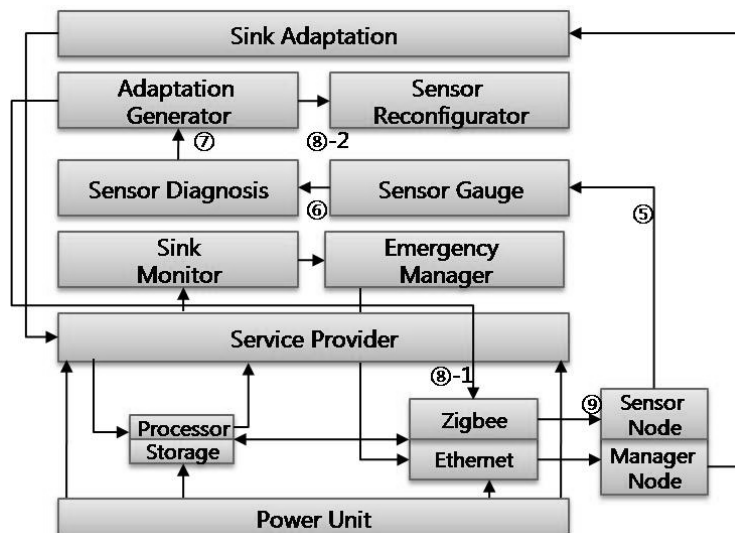 Sink Adaptation
Adaptation
Generator
Sensor
Reconfigurator
⑦
⑧-2
Sensor Diagnosis
Sensor Gauge
⑤
⑥
Sink
Monitor
Emergency
Manager
Service Provider
⑧-1
Zigbee
⑨
Sensor
Node
Processor
Storage
Ethernet
Manager
Node
Power Unit